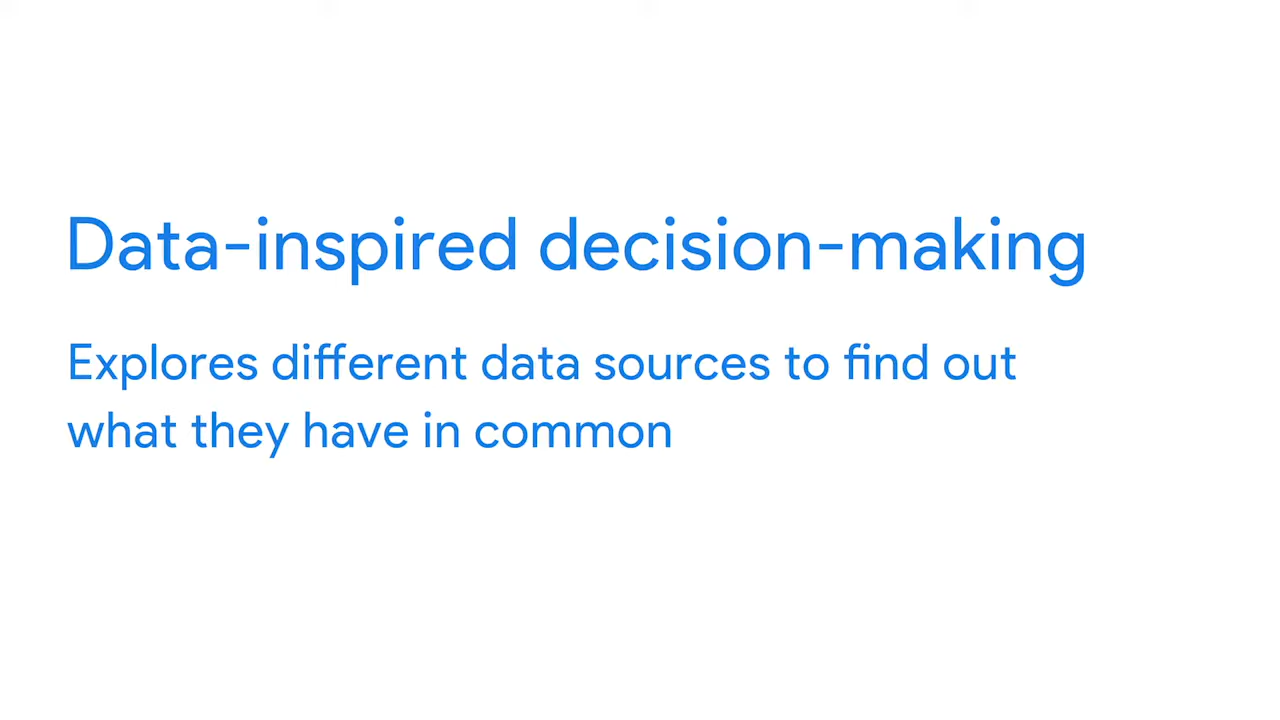 Data-inspired decision-making
Explores different data sources to find out
what they have in common